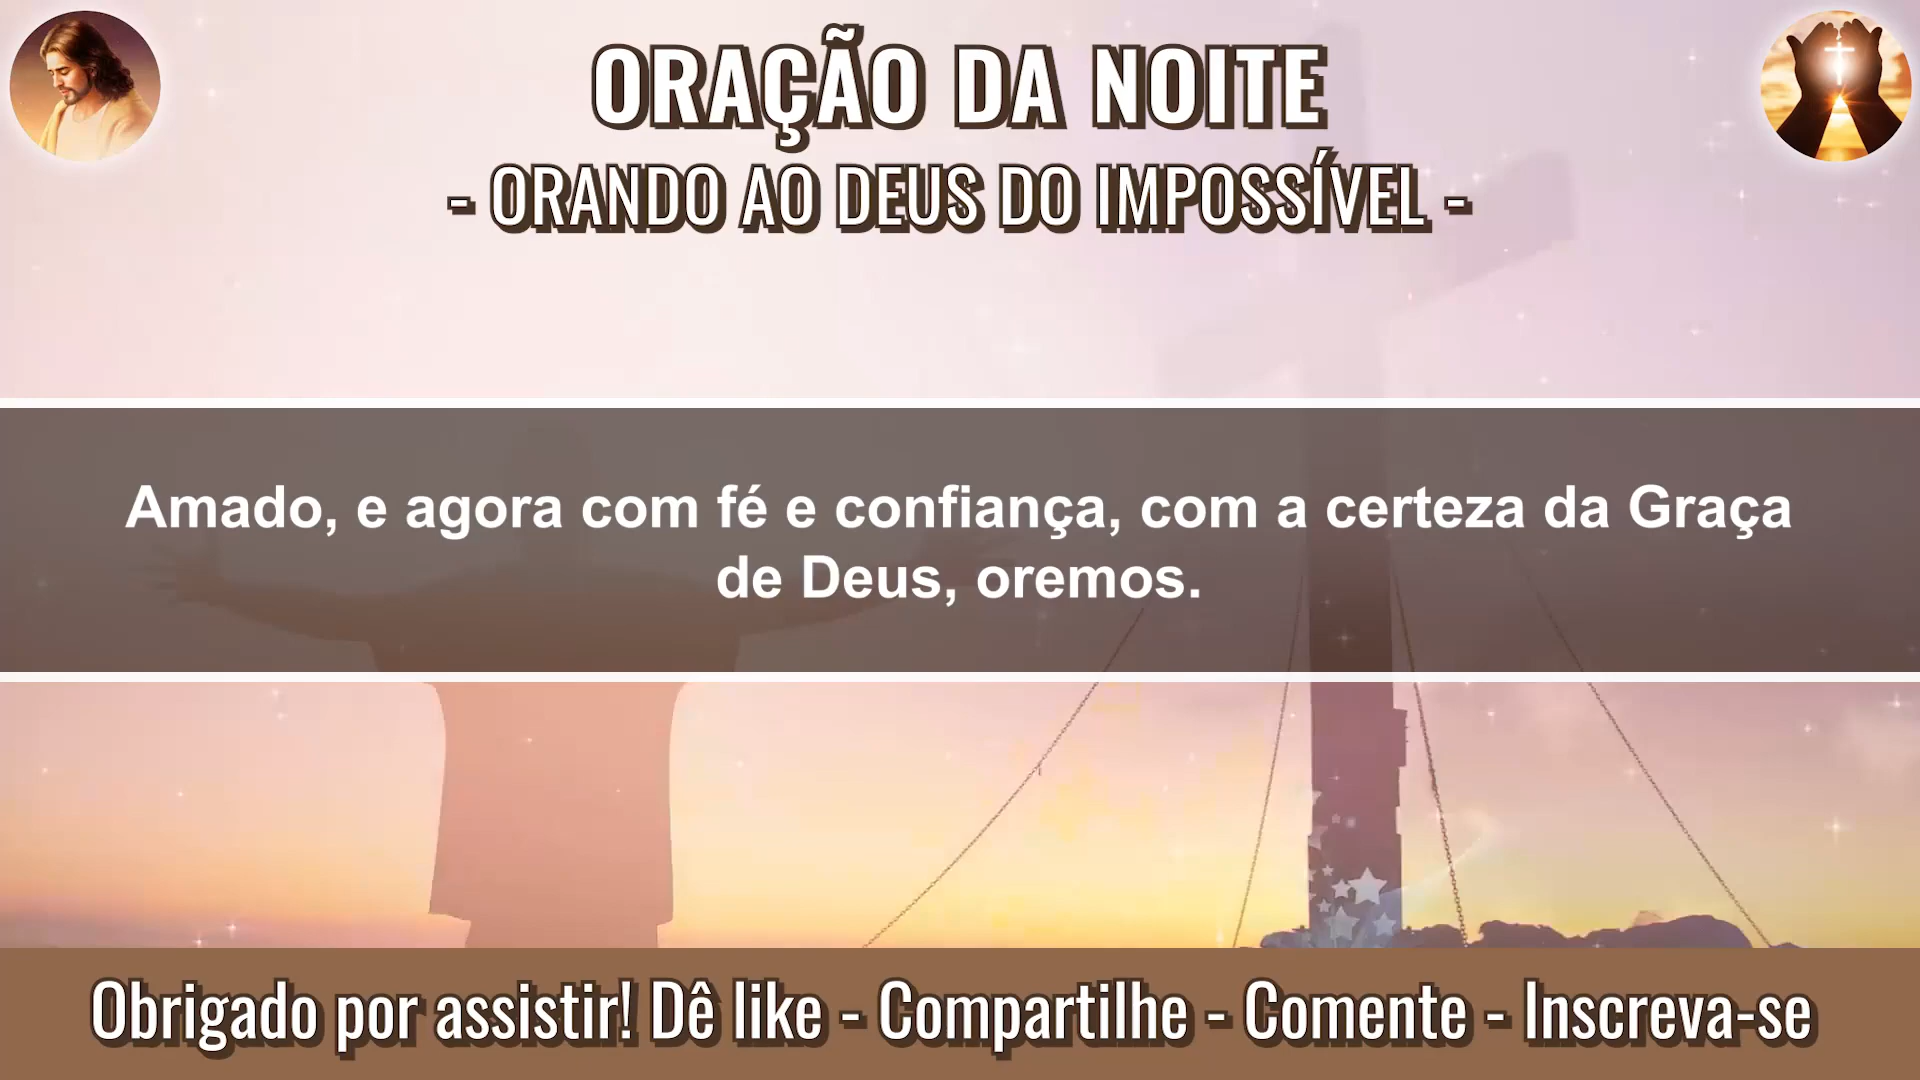 ORAÇÃO DA NOITE
- ORANDO AO DEUS DO IMPOSSÍVEL -
Amado, e agora com fé e confiança, com a certeza da Graça
de Deus, oremos.
Obrigado por assistir! Dê like - Compartilhe - Comente - Inscreva-se